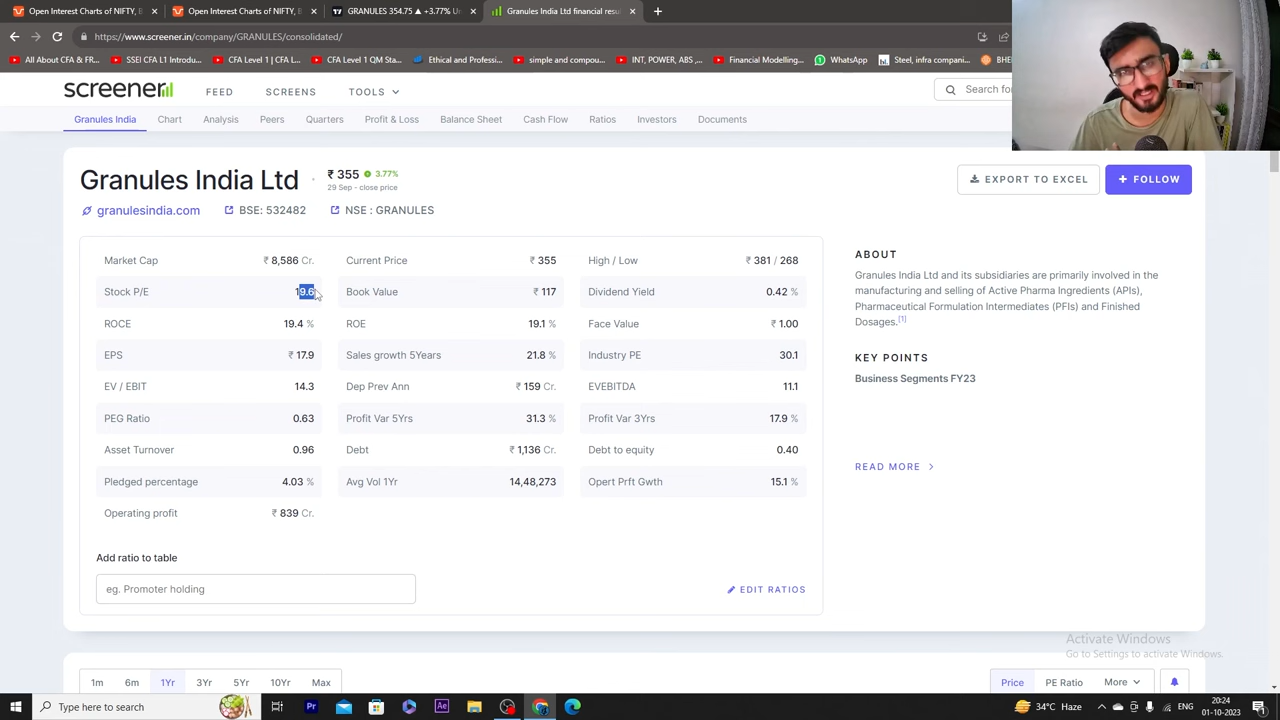 OPTION MONEY IN
OPTION MONEY IN
GRANULES 354.75 ▲ +3.77% U
Granules India Ltd financial resu
https://www.screener.in/company/GRANULES/consolidated/
All About CFA & FR...
SSEI CFA L1 Introdu...
CFA Level 1 | CFA...
CFA Level 1 QM Sta...
Ethical and Professio...
simple and compou...
INT, POWER, ABS ,...
Financial Modelling...
WhatsApp
Steel, infra compani...
BHE
screener
FEED
SCREENS
TOOLS
Search for
Granules India
Chart
Analysis
Peers
Quarters
Profit & Loss
Balance Sheet
Cash Flow
Ratios
Investors
Documents
Granules India Ltd
₹ 355 3.77%
29 Sep - close price
EXPORT TO EXCEL
+ FOLLOW
granulesindia.com
BSE: 532482
NSE : GRANULES
Market Cap ₹ 8,586 Cr.
Current Price ₹ 355
High / Low ₹ 381 / 268
Stock P/E 19.6
Book Value ₹ 117
Dividend Yield 0.42 %
ROCE 19.4 %
ROE 19.1 %
Face Value ₹ 1.00
EPS ₹ 17.9
Sales growth 5Years 21.8 %
Industry PE 30.1
EV / EBIT 14.3
Dep Prev Ann ₹ 159 Cr.
EVEBITDA 11.1
PEG Ratio 0.63
Profit Var 5Yrs 31.3 %
Profit Var 3Yrs 17.9 %
Asset Turnover 0.96
Debt ₹ 1,136 Cr.
Debt to equity 0.40
Pledged percentage 4.03 %
Avg Vol 1Yr 14,48,273
Opert Prft Gwth 15.1 %
Operating profit ₹ 839 Cr.
Add ratio to table
eg. Promoter holding
EDIT RATIOS
ABOUT
Granules India Ltd and its subsidiaries are primarily involved in the
manufacturing and selling of Active Pharma Ingredients (APIs),
Pharmaceutical Formulation Intermediates (PFIs) and Finished
Dosages.[1]
KEY POINTS
Business Segments FY23
READ MORE
Activate Windows
Go to Settings to activate Windows.
1m
6m
1Yr
3Yr
5Yr
10Yr
Max
Price
PE Ratio
More
Type here to search
Pr
Ae
34°C Haze
ENG
20:24
01-10-2023